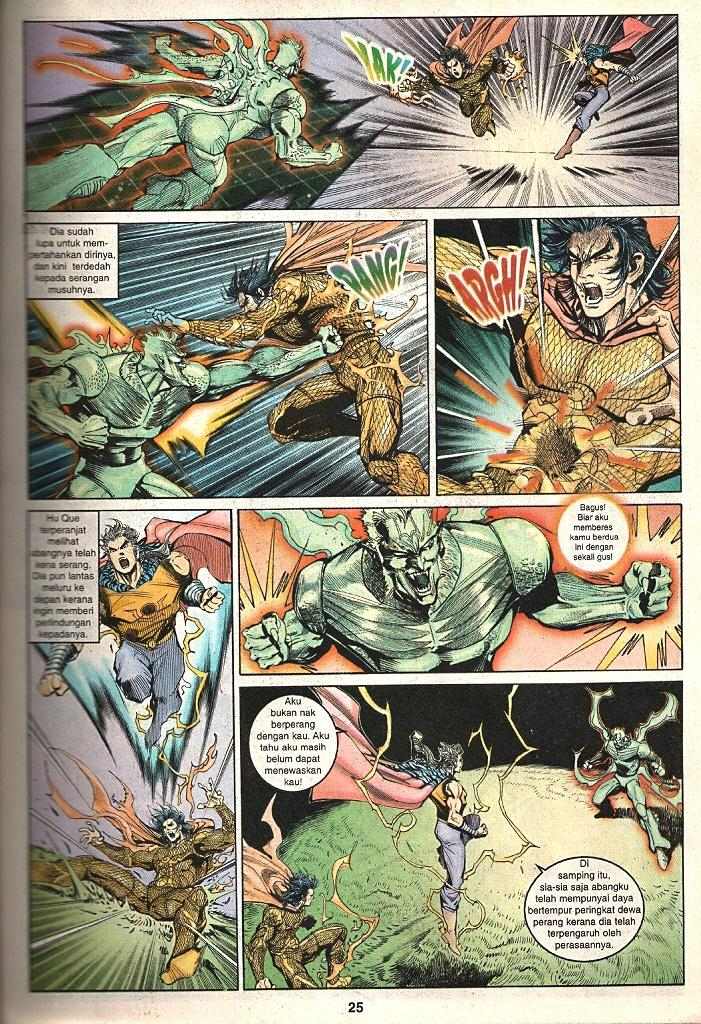 YAK!
Dia sudah
lupa untuk mem-
pertahankan dirinya,
dan kini terdedah
kepada serangan
musuhnya.
PANG!
ARGH!
Hu Que
terperanjat
melihat
abangnya telah
kena serang.
Dia pun lantas
meluru ke
depan kerana
ingin memberi
perlindungan
kepadanya.
Bagus!
Biar aku
memberes
kamu berdua
ini dengan
sekali gus!
Aku
bukan nak
berperang
dengan kau. Aku
tahu aku masih
belum dapat
menewaskan
kau!
Di
samping itu,
sia-sia saja abangku
telah mempunyai daya
bertempur peringkat dewa
perang kerana dia telah
terpengaruh oleh
perasaannya.
25